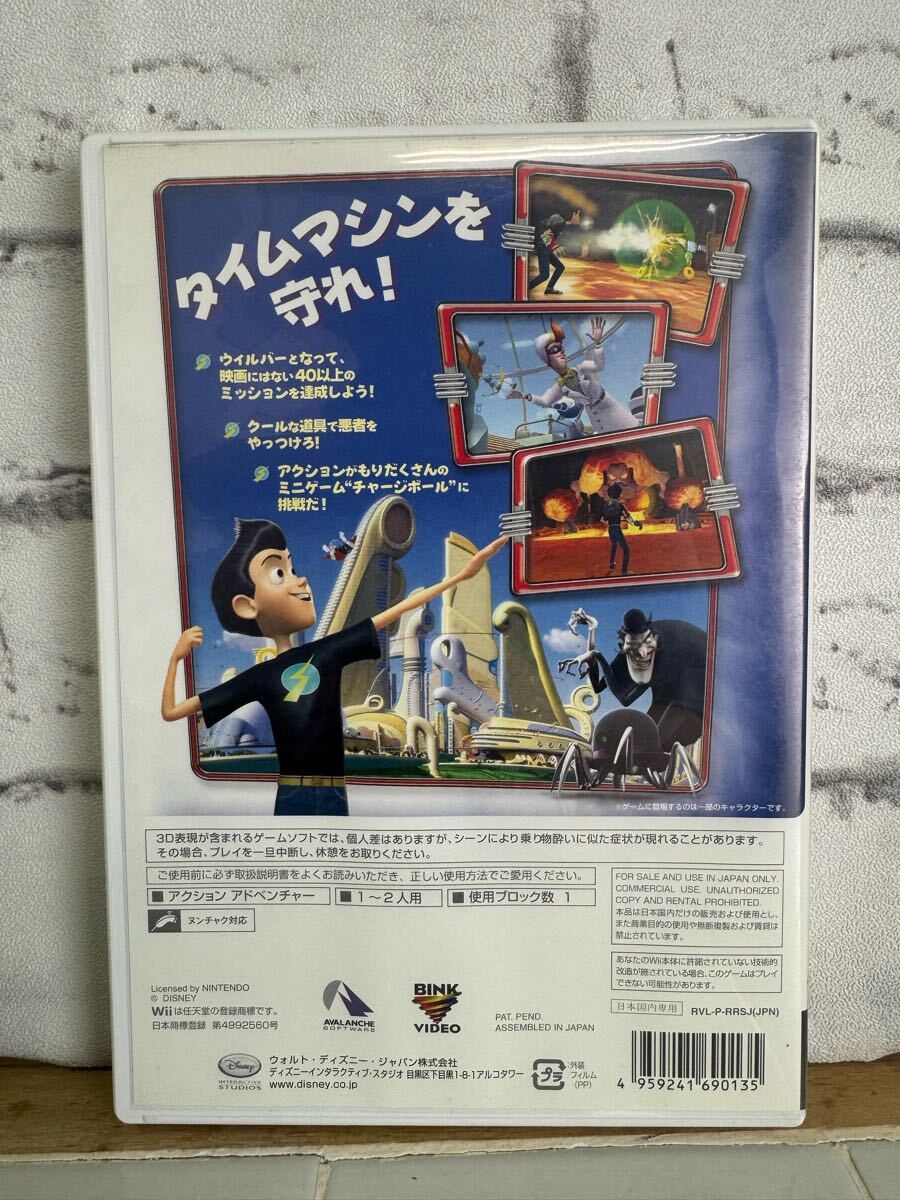 タイムマシンを
守れ!
ウィルバーとなって、
映画にはない40以上の
ミッションを達成しよう!
クールな道具で悪者を
やっつけろ!
アクションがもりだくさんの
ミニゲーム“チャージボール”に
挑戦だ!
※ゲームに登場するのは一部のキャラクターです。
3D表現が含まれるゲームソフトでは、個人差はありますが、シーンにより乗り物酔いに似た症状が現れることがあります。
その場合、プレイを一旦中断し、休憩をお取りください。
ご使用前に必ず取扱説明書をよくお読みいただき、正しい使用方法でご愛用ください。
■ アクション アドベンチャー
■ 1〜2人用
■ 使用ブロック数 1
ヌンチャク対応
FOR SALE AND USE IN JAPAN ONLY.
COMMERCIAL USE. UNAUTHORIZED
COPY AND RENTAL PROHIBITED.
本品は日本国内だけの販売および使用とし、
また商業目的の使用や無断複製および賃貸は
禁止されています。
あなたのWii本体に許諾されていない技術的
改造が施されている場合、このゲームはプレイ
できない可能性があります。
日本国内専用
RVL-P-RRSJ(JPN)
Licensed by NINTENDO
© DISNEY
Wiiは任天堂の登録商標です。
日本商標登録 第4992560号
AVALANCHE
SOFTWARE
BINK
VIDEO
PAT. PEND.
ASSEMBLED IN JAPAN
Disney
INTERACTIVE
STUDIOS
ウォルト・ディズニー・ジャパン株式会社
ディズニーインタラクティブ・スタジオ 目黒区下目黒1-8-1アルコタワー
www.disney.co.jp
プラ
:外装
フィルム
(PP)
4 959241 690135